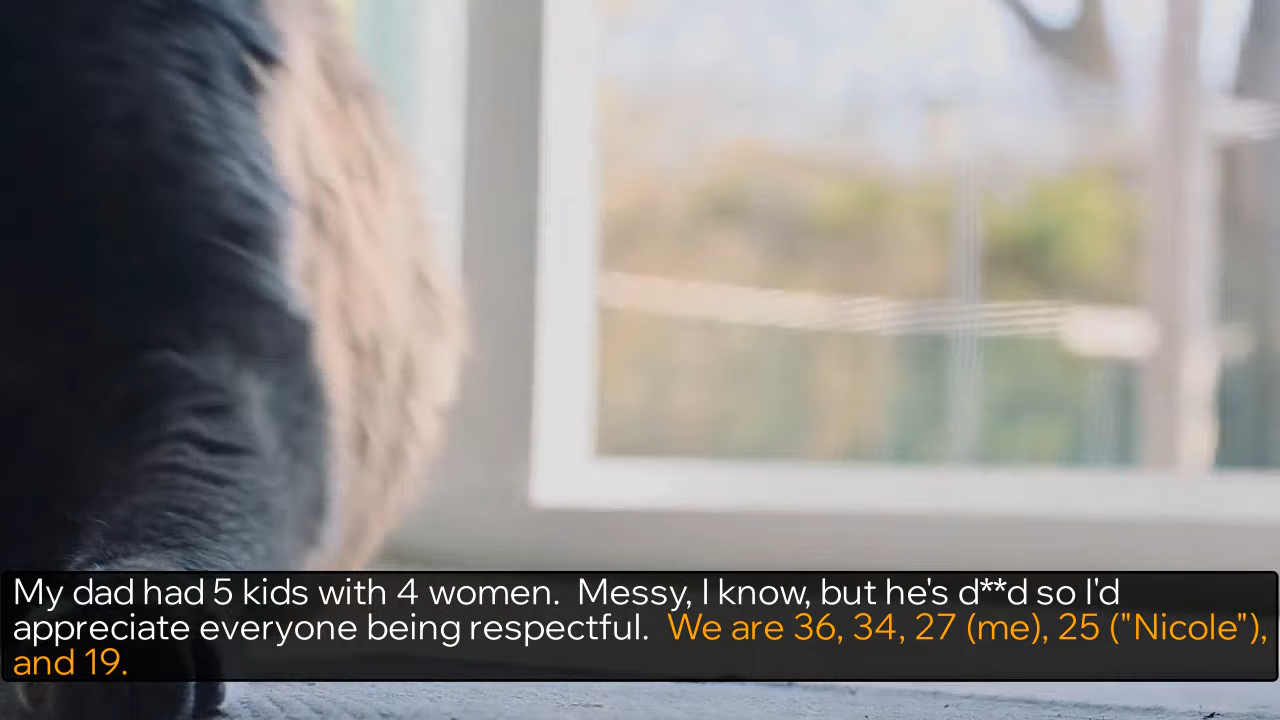 My dad had 5 kids with 4 women.  Messy, I know, but he's d**d so I'd
appreciate everyone being respectful.  We are 36, 34, 27 (me), 25 ("Nicole"),
and 19.